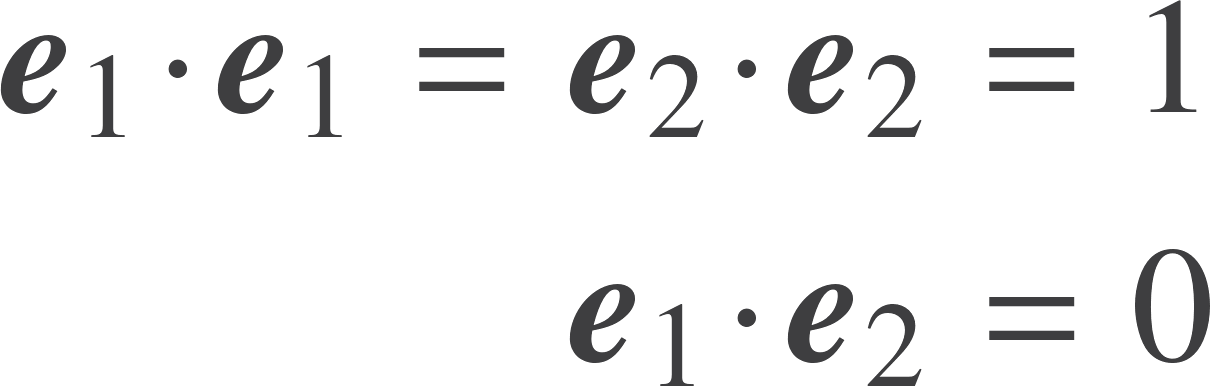 e₁ · e₁ = e₂ · e₂ = 1
e₁ · e₂ = 0